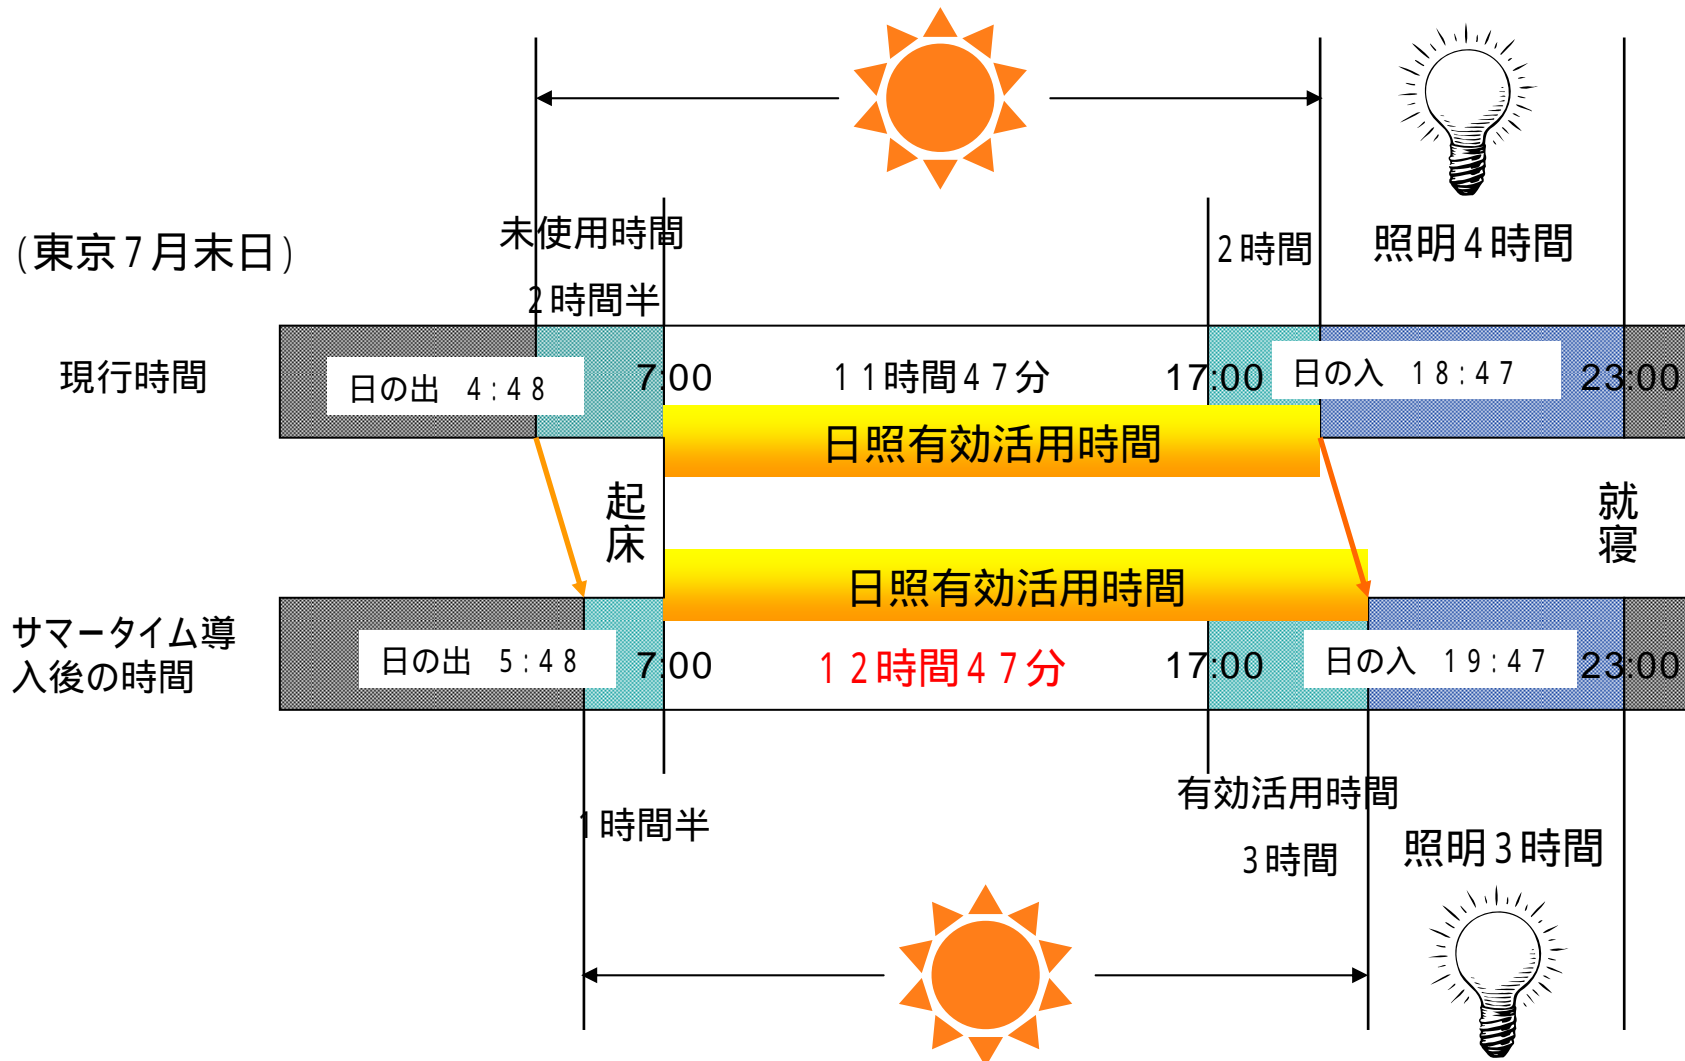 (東京７月末日)
未使用時間
２時間半
２時間
照明４時間
現行時間
日の出　４：４８
7:00
１１時間４７分
17:00
日の入　１８：４７
23:00
日照有効活用時間
起床
就寝
日照有効活用時間
サマータイム導
入後の時間
日の出　５：４８
7:00
１２時間４７分
17:00
日の入　１９：４７
23:00
1時間半
有効活用時間
３時間
照明３時間